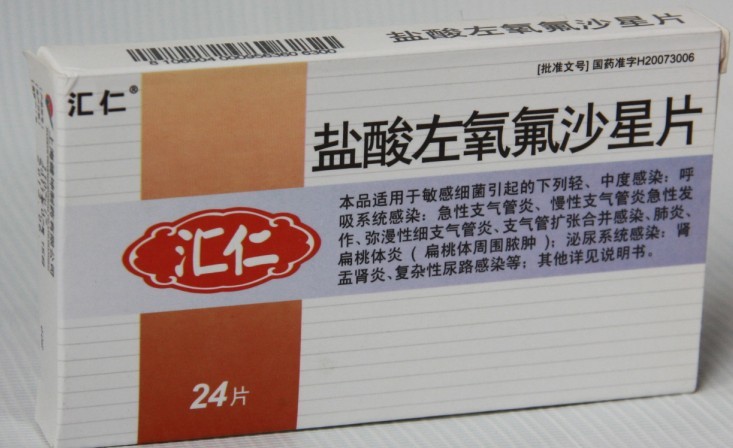 盐酸左氧氟沙星片
[批准文号] 国药准字H20073006
汇仁®
盐酸左氧氟沙星片
本品适用于敏感细菌引起的下列轻、中度感染：呼
吸系统感染：急性支气管炎、慢性支气管炎急性发
作、弥漫性细支气管炎、支气管扩张合并感染、肺炎、
扁桃体炎（扁桃体周围脓肿）；泌尿系统感染：肾
盂肾炎、复杂性尿路感染等；其他详见说明书。
汇仁
24片